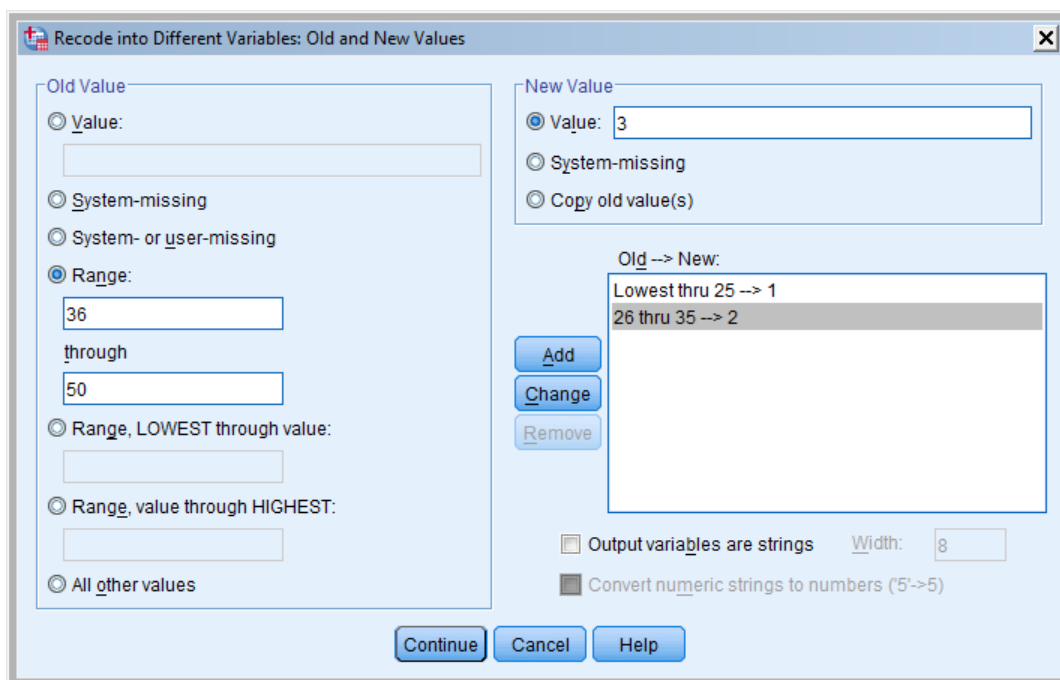 Recode into Different Variables: Old and New Values
Old Value
Value:
System-missing
System- or user-missing
Range:
36
through
50
Range, LOWEST through value:
Range, value through HIGHEST:
All other values
New Value
Value: 3
System-missing
Copy old value(s)
Old --> New:
Lowest thru 25 --> 1
26 thru 35 --> 2
Add
Change
Remove
Output variables are strings Width: 8
Convert numeric strings to numbers ('5'->5)
Continue Cancel Help